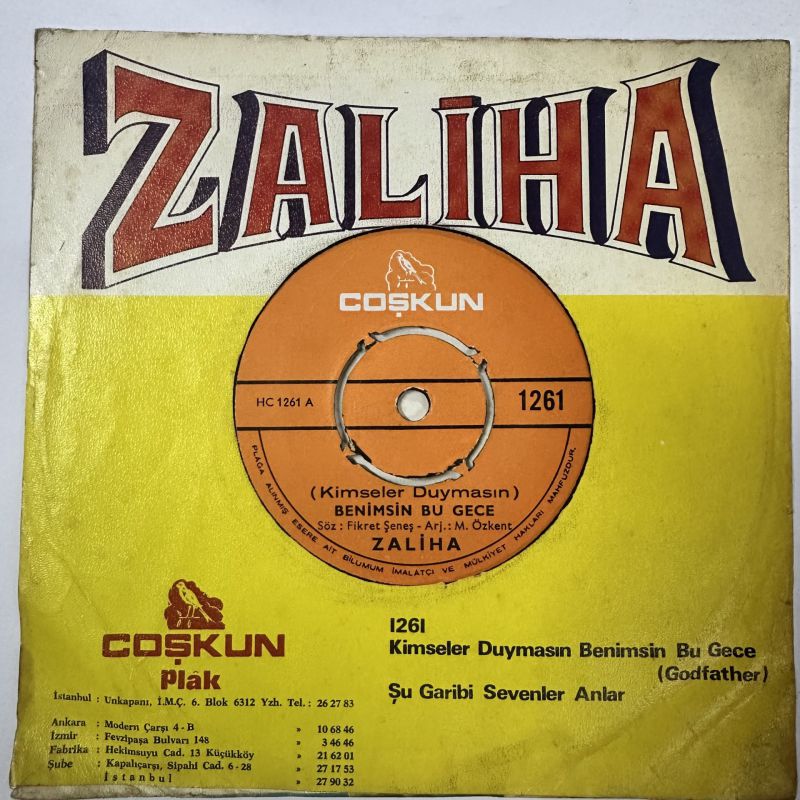 ZALİHA
COŞKUN
HC 1261 A
1261
(Kimseler Duymasın)
BENİMSİN BU GECE
Söz : Fikret Şeneş - Arj.: M. Özkent
ZALİHA
PLÂĞA ALINMIŞ ESERE AİT BİLUMUM İMALATÇI VE MÜLKİYET HAKLARI MAHFUZDUR.
COŞKUN
Plâk
İstanbul : Unkapanı, İ.M.Ç. 6. Blok 6312 Yzh. Tel.: 26 27 83
Ankara : Modern Çarşı 4 - B » 10 68 46
İzmir : Fevzipaşa Bulvarı 148 » 3 46 46
Fabrika : Hekimsuyu Cad. 13 Küçükköy » 21 62 01
Şube : Kapalıçarşı, Sipahi Cad. 6 - 28 » 27 17 53
İstanbul » 27 90 32
1261
Kimseler Duymasın Benimsin Bu Gece
(Godfather)
Şu Garibi Sevenler Anlar